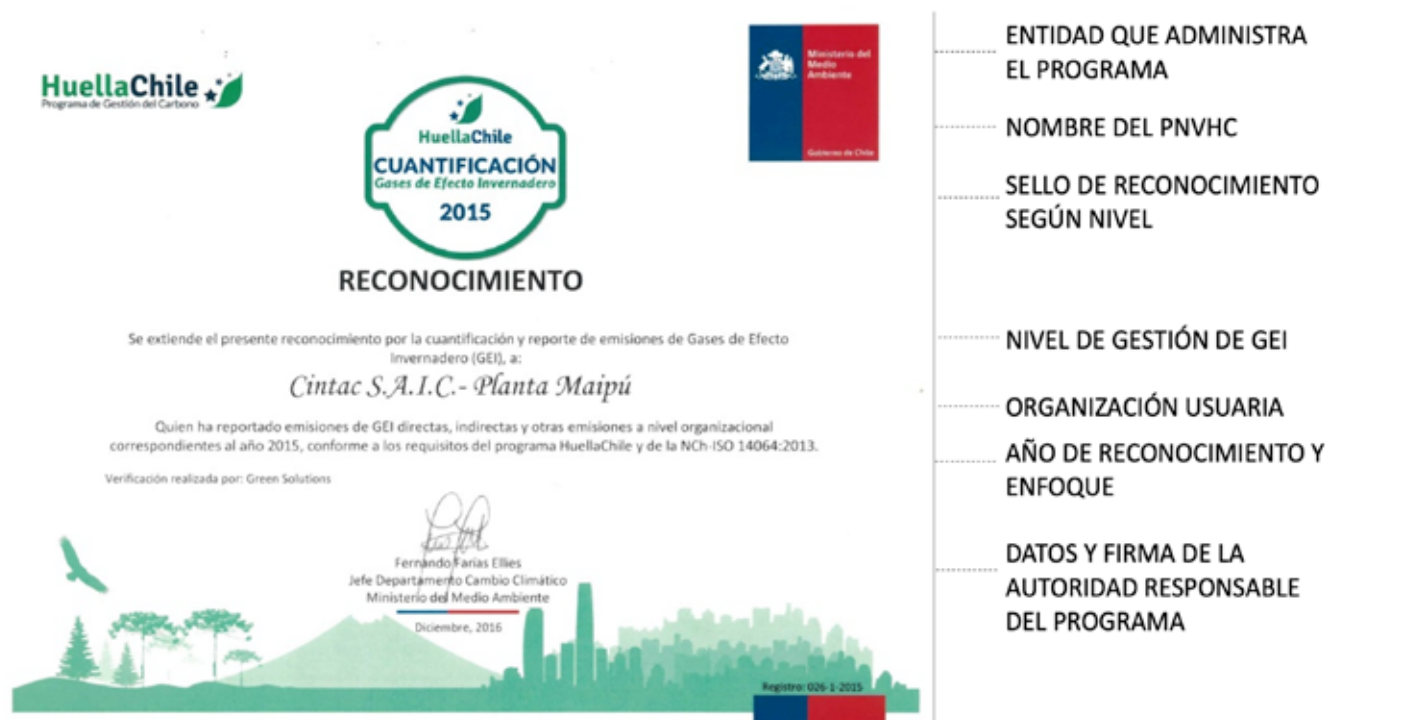 HuellaChile
Programa de Gestión del Carbono
Ministerio del
Medio
Ambiente
Gobierno de Chile
HuellaChile
CUANTIFICACIÓN
Gases de Efecto Invernadero
2015
RECONOCIMIENTO
Se extiende el presente reconocimiento por la cuantificación y reporte de emisiones de Gases de Efecto
Invernadero (GEI), a:
Cintac S.A.I.C.- Planta Maipú
Quien ha reportado emisiones de GEI directas, indirectas y otras emisiones a nivel organizacional
correspondientes al año 2015, conforme a los requisitos del programa HuellaChile y de la NCh-ISO 14064:2013.
Verificación realizada por: Green Solutions
Fernando Farías Ellies
Jefe Departamento Cambio Climático
Ministerio del Medio Ambiente
Diciembre, 2016
Registro: 026-1-2015
ENTIDAD QUE ADMINISTRA
EL PROGRAMA
NOMBRE DEL PNVHC
SELLO DE RECONOCIMIENTO
SEGÚN NIVEL
NIVEL DE GESTIÓN DE GEI
ORGANIZACIÓN USUARIA
AÑO DE RECONOCIMIENTO Y
ENFOQUE
DATOS Y FIRMA DE LA
AUTORIDAD RESPONSABLE
DEL PROGRAMA